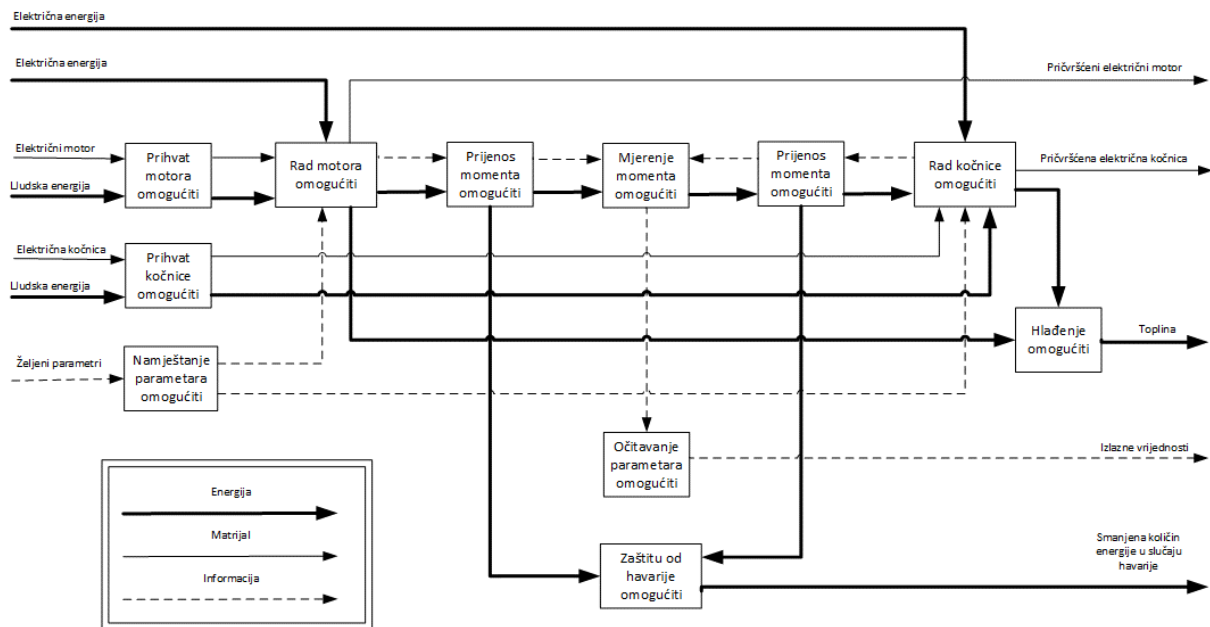 Električna energija
Električna energija
Pričvršćeni električni motor
Električni motor
Ljudska energija
Prihvat
motora
omogućiti
Rad motora
omogućiti
Prijenos
momenta
omogućiti
Mjerenje
momenta
omogućiti
Prijenos
momenta
omogućiti
Rad kočnice
omogućiti
Pričvršćena električna kočnica
Električna kočnica
Ljudska energija
Prihvat
kočnice
omogućiti
Hlađenje
omogućiti
Toplina
Željeni parametri
Namještanje
parametara
omogućiti
Očitavanje
parametara
omogućiti
Izlazne vrijednosti
Energija
Matrijal
Informacija
Zaštitu od
havarije
omogućiti
Smanjena količin
energije u slučaju
havarije